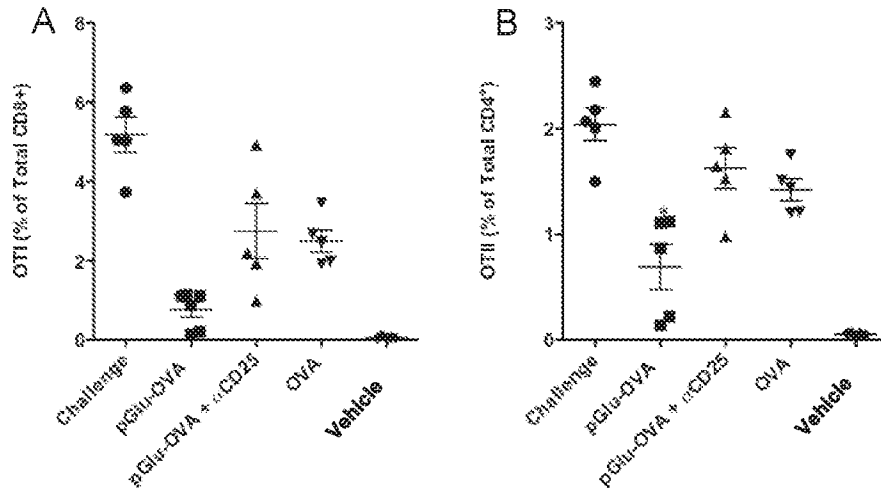 A
OTI (% of Total CD8+)
8
6
4
2
0
Challenge
pGlu-OVA
pGlu-OVA + αCD25
OVA
Vehicle
B
OTII (% of Total CD4⁺)
3
2
1
0
*
Challenge
pGlu-OVA
pGlu-OVA + αCD25
OVA
Vehicle